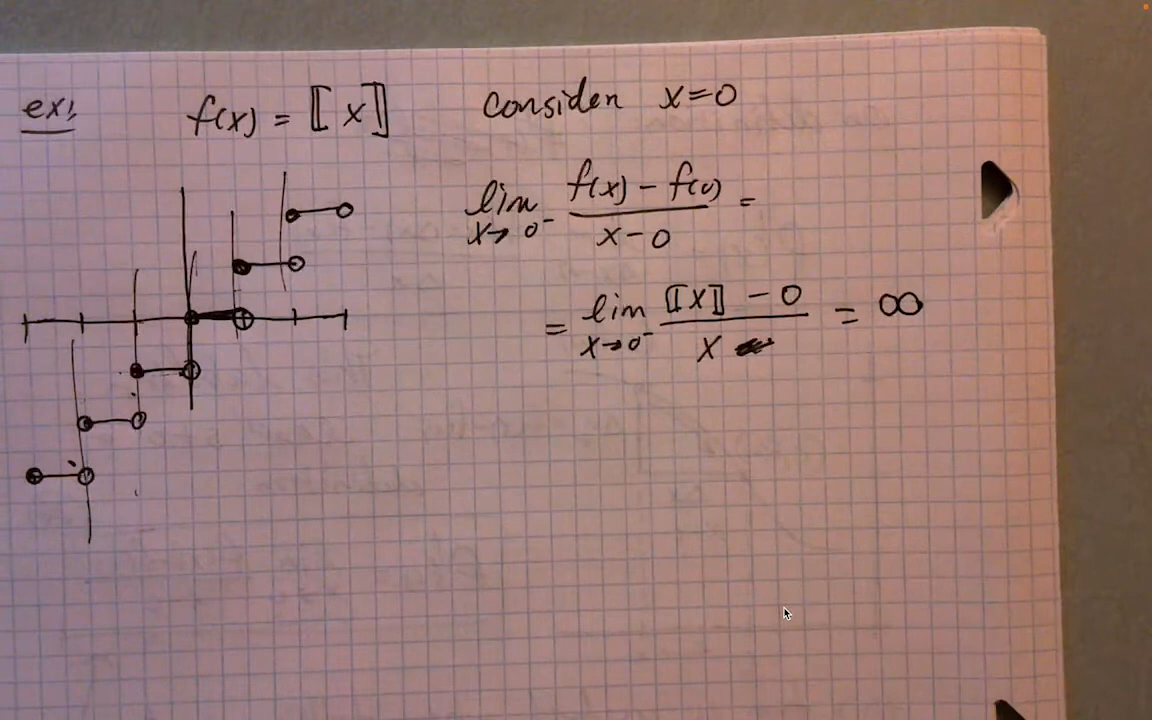 ex: f(x) = ⟦x⟧ consider x=0
lim x→0⁻ f(x) - f(0) / x-0 =
= lim x→0⁻ ⟦x⟧ - 0 / x = ∞